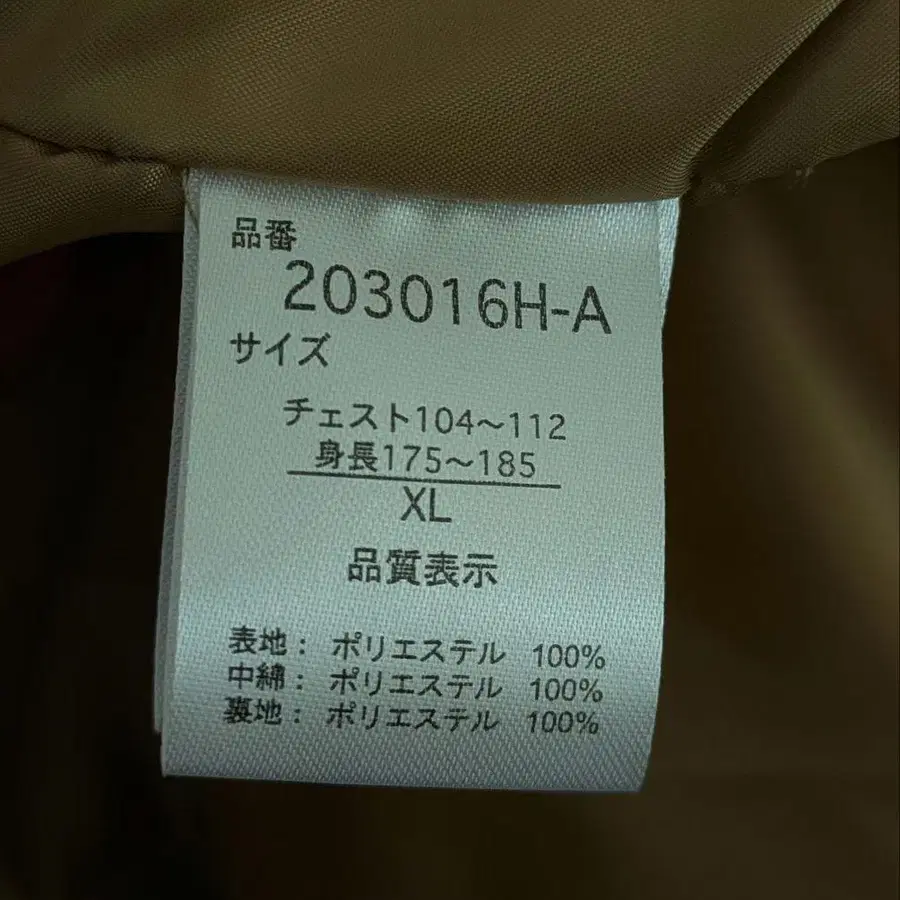 品番
203016H-A
サイズ
チェスト104～112
身長175～185
XL
品質表示
表地： ポリエステル 100%
中綿： ポリエステル 100%
裏地： ポリエステル 100%